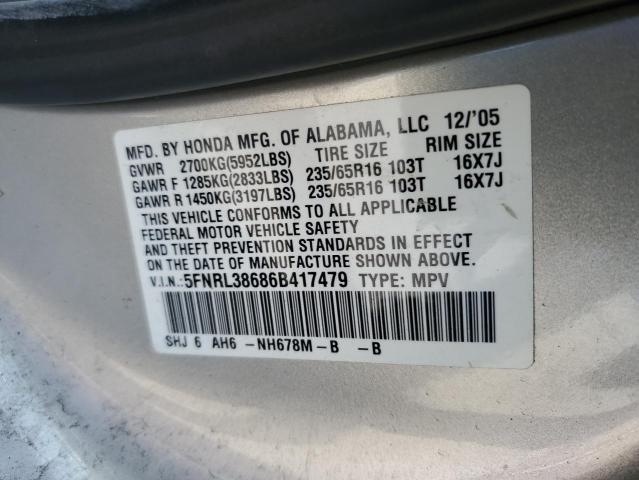 MFD. BY HONDA MFG. OF ALABAMA, LLC 12/'05
GVWR 2700KG(5952LBS) TIRE SIZE RIM SIZE
GAWR F 1285KG(2833LBS) 235/65R16 103T 16X7J
GAWR R 1450KG(3197LBS) 235/65R16 103T 16X7J
THIS VEHICLE CONFORMS TO ALL APPLICABLE
FEDERAL MOTOR VEHICLE SAFETY
AND THEFT PREVENTION STANDARDS IN EFFECT
ON THE DATE OF MANUFACTURE SHOWN ABOVE.
V.I.N.:5FNRL38686B417479 TYPE: MPV
SHJ 6 AH6 -NH678M-B -B